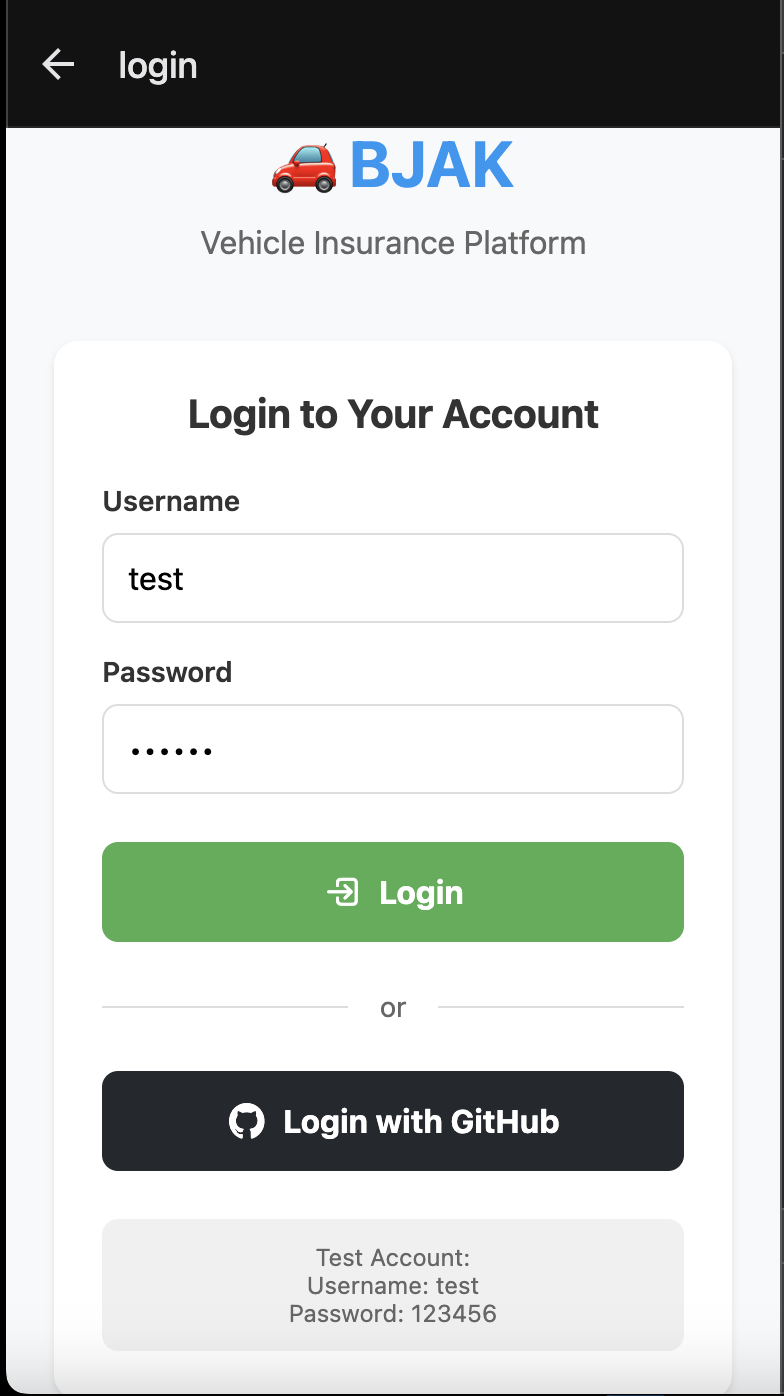 login
BJAK
Vehicle Insurance Platform
Login to Your Account
Username
test
Password
••••••
Login
or
Login with GitHub
Test Account:
Username: test
Password: 123456